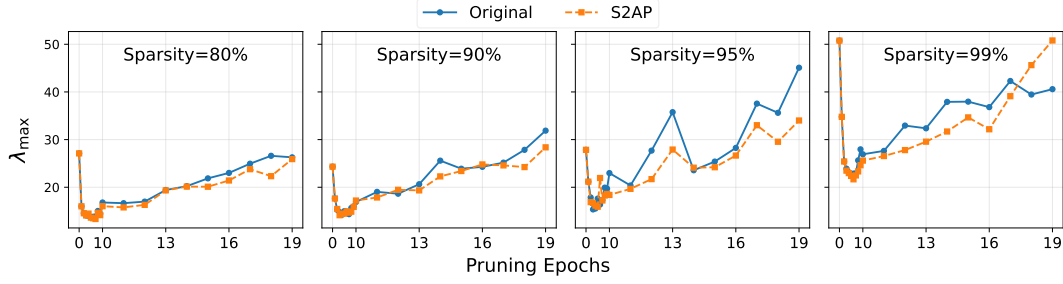 Original S2AP
Sparsity=80% Sparsity=90% Sparsity=95% Sparsity=99%
50
40
30
20
λmax
0 10 13 16 19 0 10 13 16 19 0 10 13 16 19 0 10 13 16 19
Pruning Epochs